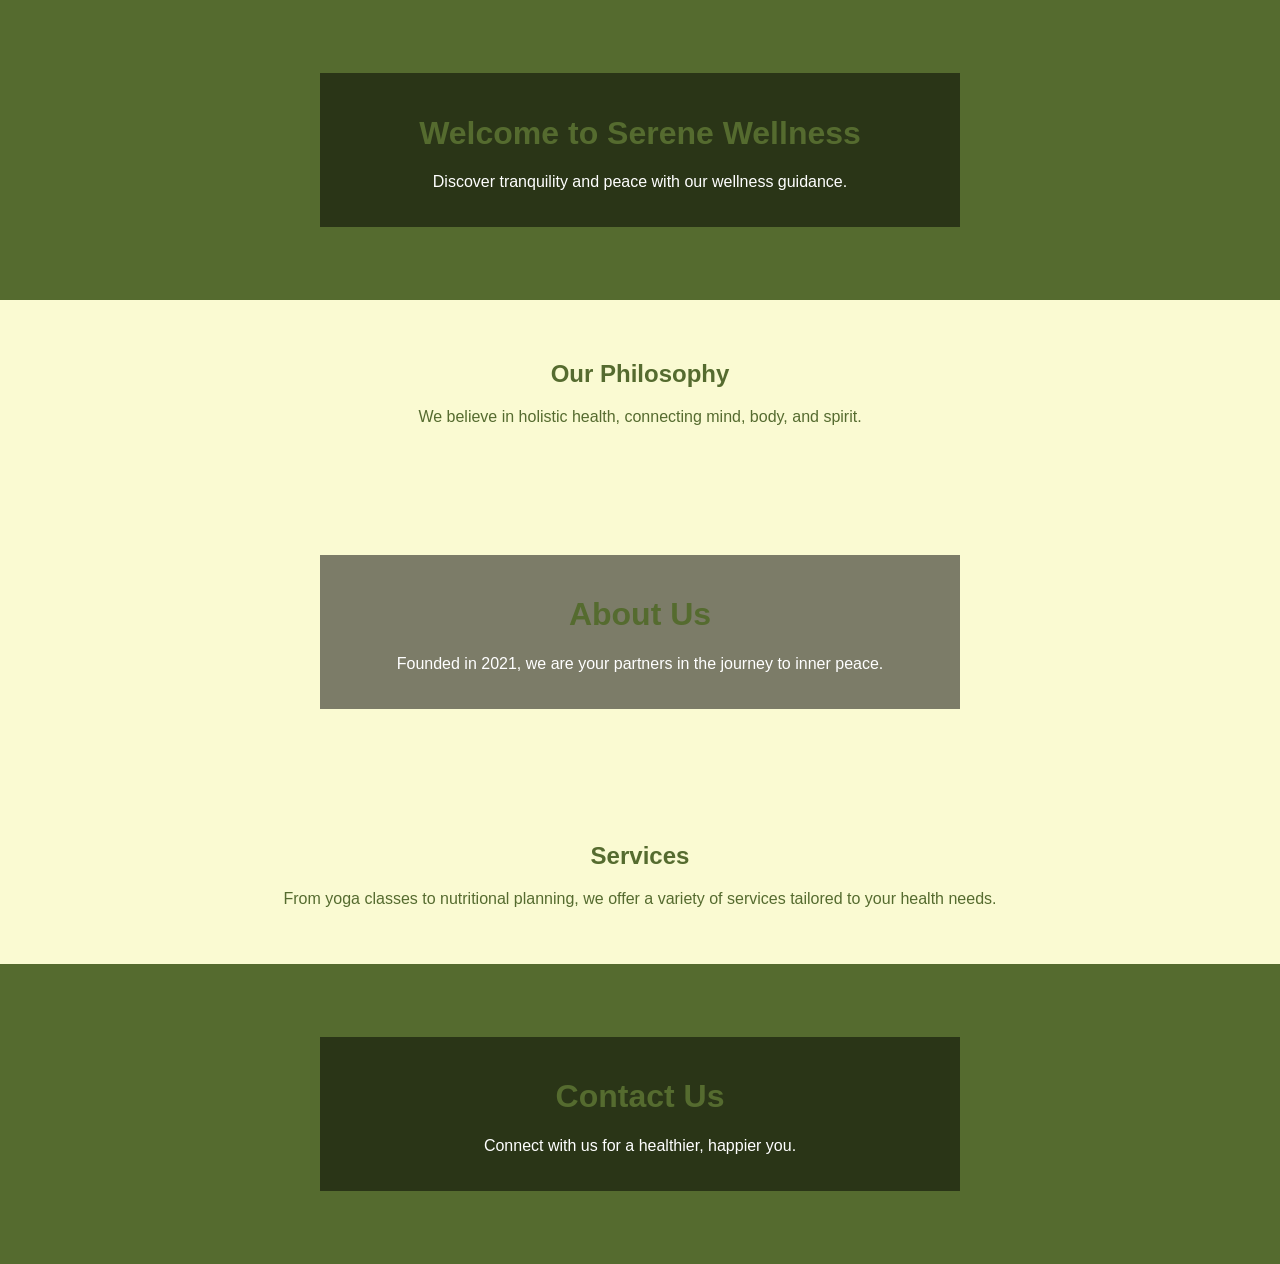 Welcome to Serene Wellness
Discover tranquility and peace with our wellness guidance.
Our Philosophy
We believe in holistic health, connecting mind, body, and spirit.
About Us
Founded in 2021, we are your partners in the journey to inner peace.
Services
From yoga classes to nutritional planning, we offer a variety of services tailored to your health needs.
Contact Us
Connect with us for a healthier, happier you.